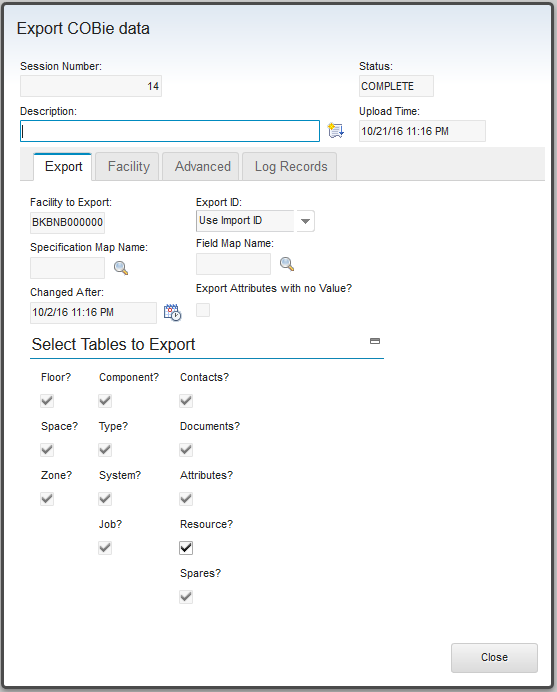 Export COBie data
Session Number: Status:
14 COMPLETE
Description: Upload Time:
10/21/16 11:16 PM
Export Facility Advanced Log Records
Facility to Export: Export ID:
BKBNB000000 Use Import ID
Specification Map Name: Field Map Name:
Changed After: Export Attributes with no Value?
10/2/16 11:16 PM
Select Tables to Export
Floor? Component? Contacts?
Space? Type? Documents?
Zone? System? Attributes?
Job? Resource?
Spares?
Close